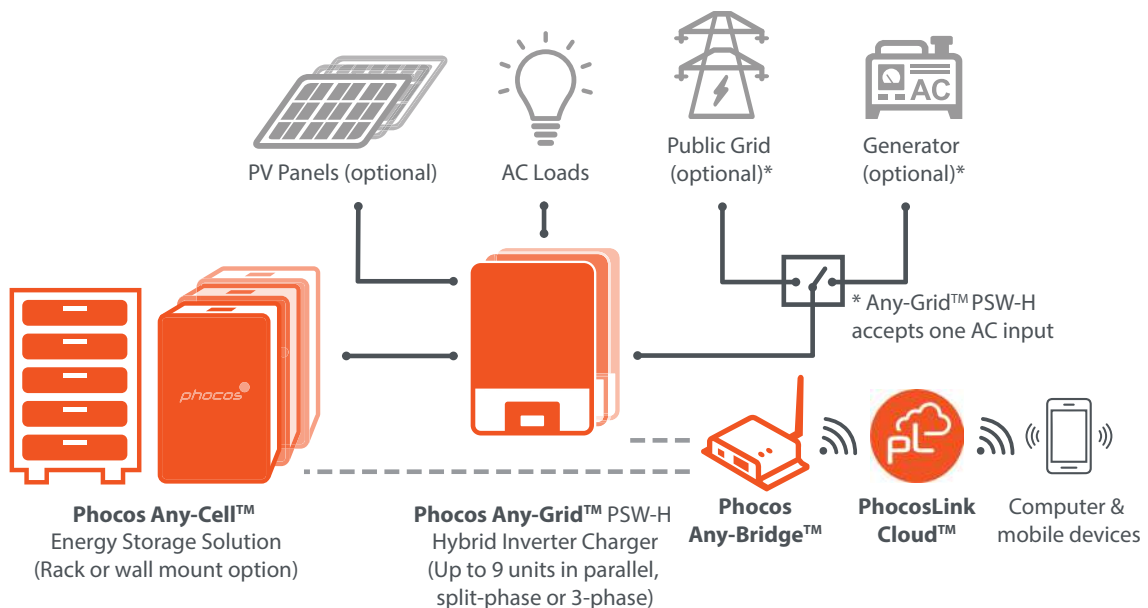 AC
PV Panels (optional)
AC Loads
Public Grid
(optional)*
Generator
(optional)*
* Any-Grid™ PSW-H
accepts one AC input
phocos
pL
Phocos Any-Cell™
Energy Storage Solution
(Rack or wall mount option)
Phocos Any-Grid™ PSW-H
Hybrid Inverter Charger
(Up to 9 units in parallel,
split-phase or 3-phase)
Phocos
Any-Bridge™
PhocosLink
Cloud™
Computer &
mobile devices